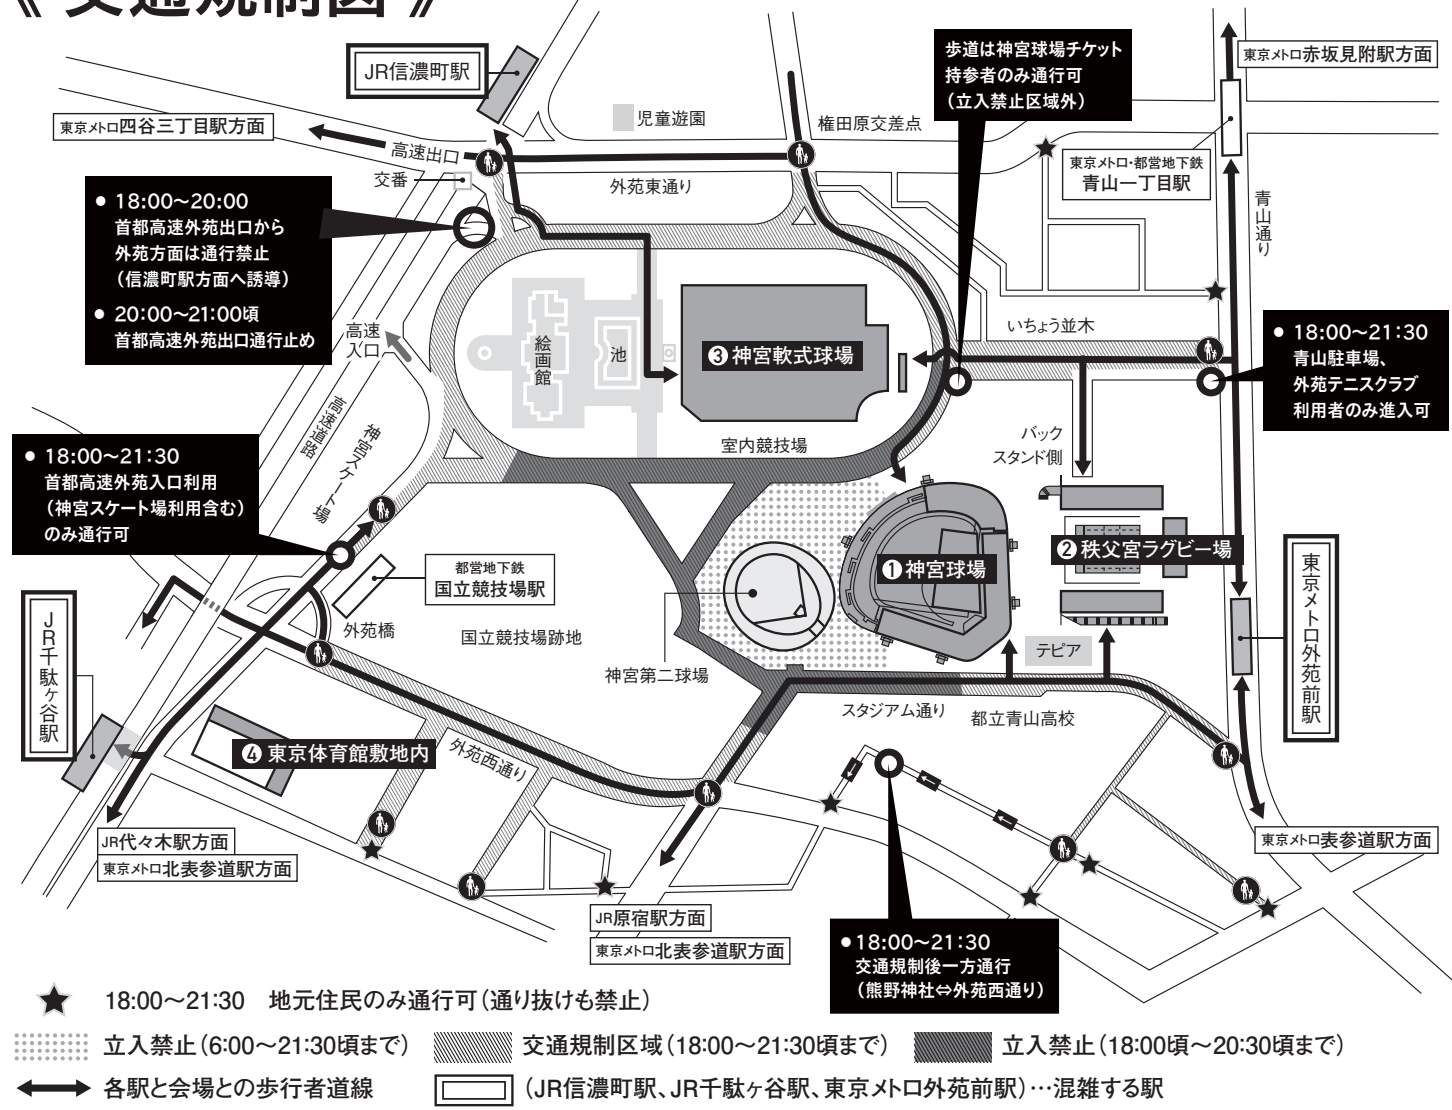 《 交通規制図 》
JR信濃町駅
東京メトロ四谷三丁目駅方面
高速出口
交番
児童遊園
権田原交差点
外苑東通り
歩道は神宮球場チケット
持参者のみ通行可
（立入禁止区域外）
東京メトロ赤坂見附駅方面
東京メトロ・都営地下鉄
青山一丁目駅
青山通り
● 18:00〜20:00
首都高速外苑出口から
外苑方面は通行禁止
（信濃町駅方面へ誘導）
● 20:00〜21:00頃
首都高速外苑出口通行止め
高速
入口
高速道路
神宮スケート場
絵画館
池
❸神宮軟式球場
室内競技場
いちょう並木
● 18:00〜21:30
青山駐車場、
外苑テニスクラブ
利用者のみ進入可
バック
スタンド側
● 18:00〜21:30
首都高速外苑入口利用
（神宮スケート場利用含む）
のみ通行可
都営地下鉄
国立競技場駅
外苑橋
国立競技場跡地
神宮第二球場
❶神宮球場
❷秩父宮ラグビー場
テピア
東京メトロ外苑前駅
JR千駄ヶ谷駅
❹東京体育館敷地内
外苑西通り
スタジアム通り
都立青山高校
JR代々木駅方面
東京メトロ北表参道駅方面
JR原宿駅方面
東京メトロ北表参道駅方面
東京メトロ表参道駅方面
●18:00〜21:30
交通規制後一方通行
（熊野神社⇔外苑西通り）
★ 18:00〜21:30 地元住民のみ通行可（通り抜けも禁止）
立入禁止（6:00〜21:30頃まで）
交通規制区域（18:00〜21:30頃まで）
立入禁止（18:00頃〜20:30頃まで）
各駅と会場との歩行者道線
（JR信濃町駅、JR千駄ヶ谷駅、東京メトロ外苑前駅）…混雑する駅